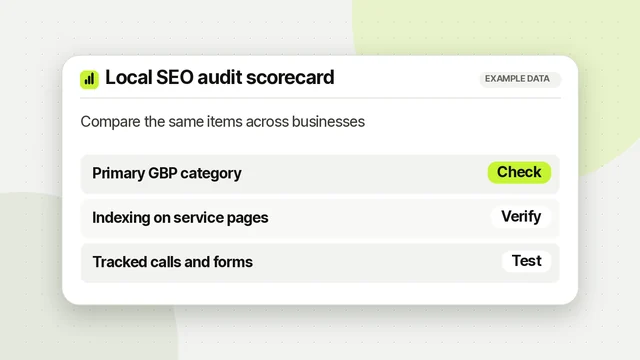 Local SEO audit scorecard
EXAMPLE DATA
Compare the same items across businesses
Primary GBP category
Check
Indexing on service pages
Verify
Tracked calls and forms
Test